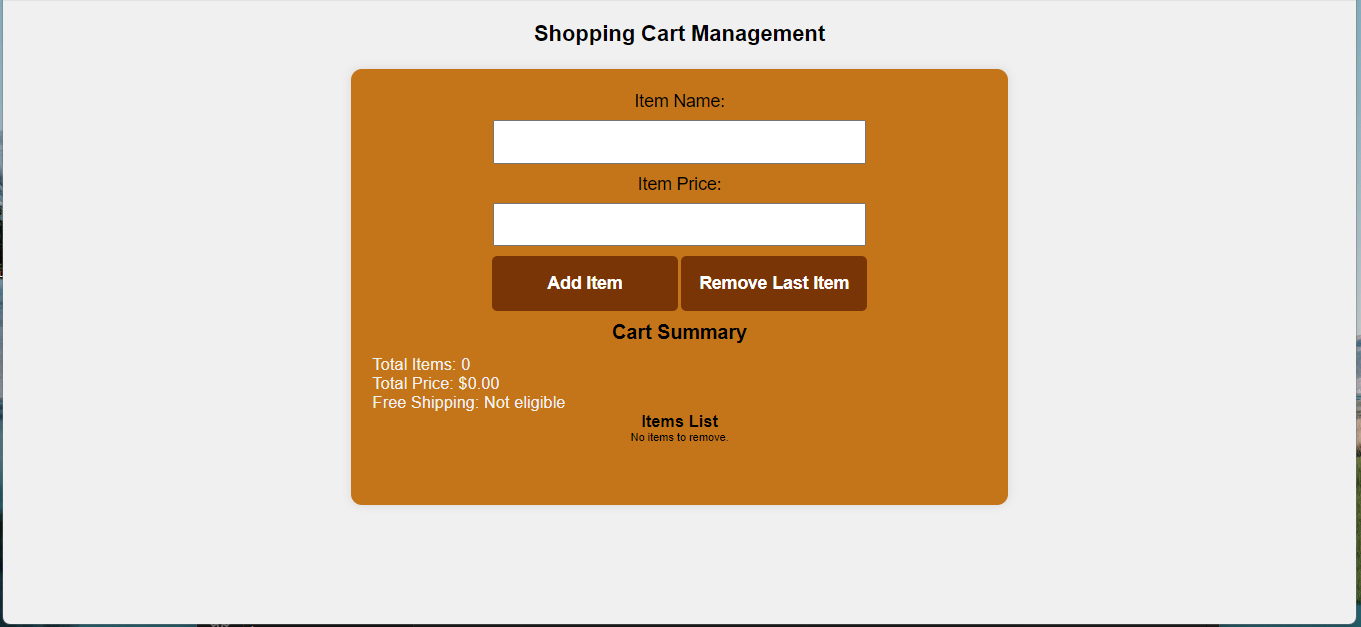 Shopping Cart Management
Item Name:
Item Price:
Add Item
Remove Last Item
Cart Summary
Total Items: 0
Total Price: $0.00
Free Shipping: Not eligible
Items List
No items to remove.